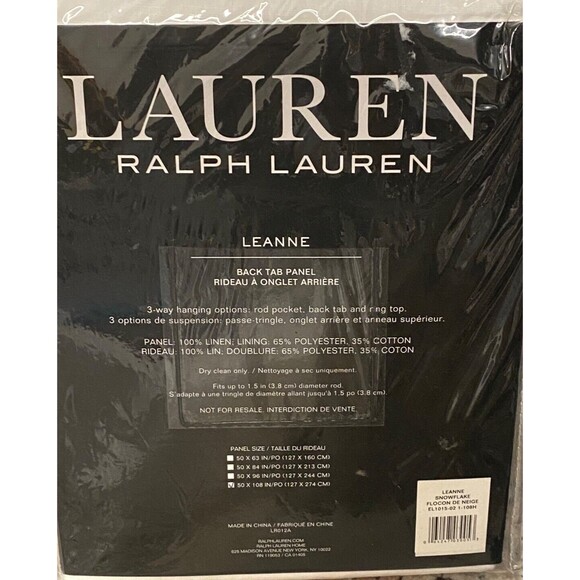 LAUREN
RALPH LAUREN
LEANNE
BACK TAB PANEL
RIDEAU À ONGLET ARRIÈRE
3-way hanging options: rod pocket, back tab and ring top.
3 options de suspension: passe-tringle, onglet arrière et anneau supérieur.
PANEL: 100% LINEN; LINING: 65% POLYESTER, 35% COTTON
RIDEAU: 100% LIN; DOUBLURE: 65% POLYESTER, 35% COTON
Dry clean only. / Nettoyage à sec uniquement.
Fits up to 1.5 in (3.8 cm) diameter rod.
S'adapte à une tringle de diamètre allant jusqu'à 1.5 po (3.8 cm).
NOT FOR RESALE. INTERDICTION DE VENTE.
PANEL SIZE / TAILLE DU RIDEAU
50 X 63 IN/PO (127 X 160 CM)
50 X 84 IN/PO (127 X 213 CM)
50 X 96 IN/PO (127 X 244 CM)
50 X 108 IN/PO (127 X 274 CM)
MADE IN CHINA / FABRIQUÉ EN CHINE
LR012A
RALPHLAUREN.COM
RALPH LAUREN HOME
625 MADISON AVENUE NEW YORK, NY 10022
LEANNE
SNOWFLAKE
FLOCON DE NEIGE
EL1015-02 1-108H